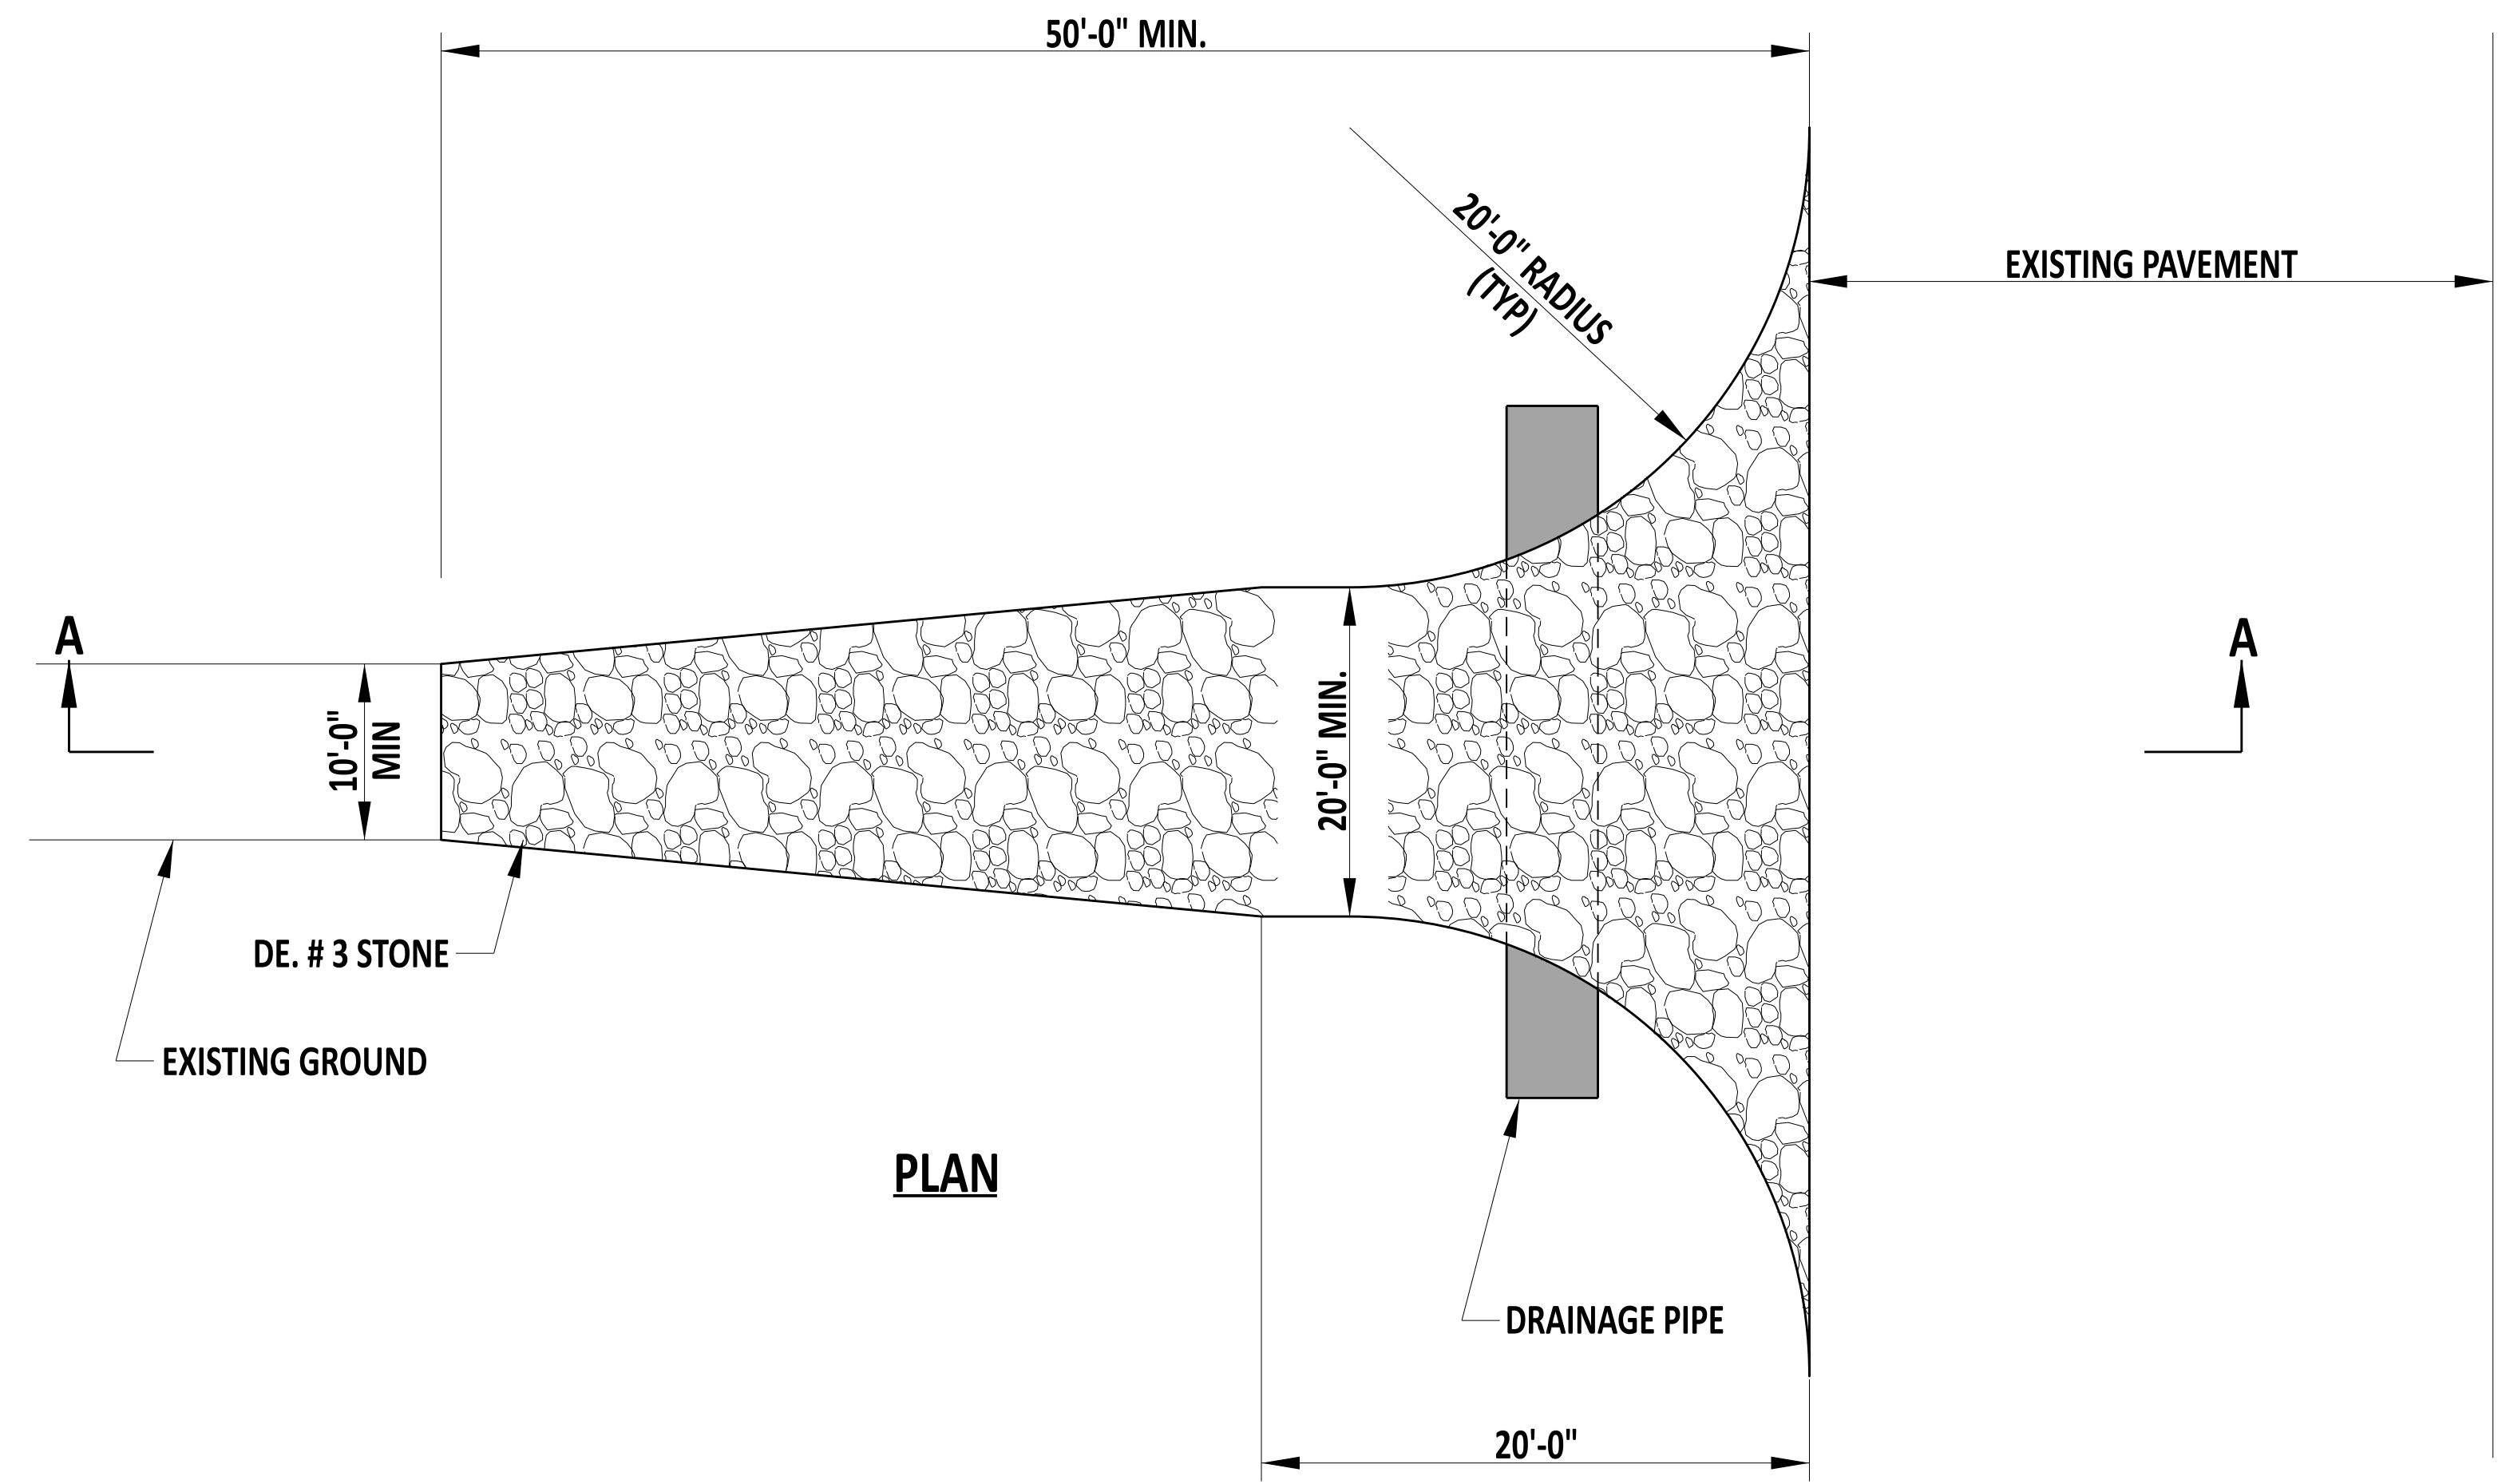 50'-0" MIN.
20'-0" RADIUS
(TYP)
EXISTING PAVEMENT
A
A
10'-0"
MIN
20'-0" MIN.
DE. # 3 STONE
EXISTING GROUND
PLAN
DRAINAGE PIPE
20'-0"